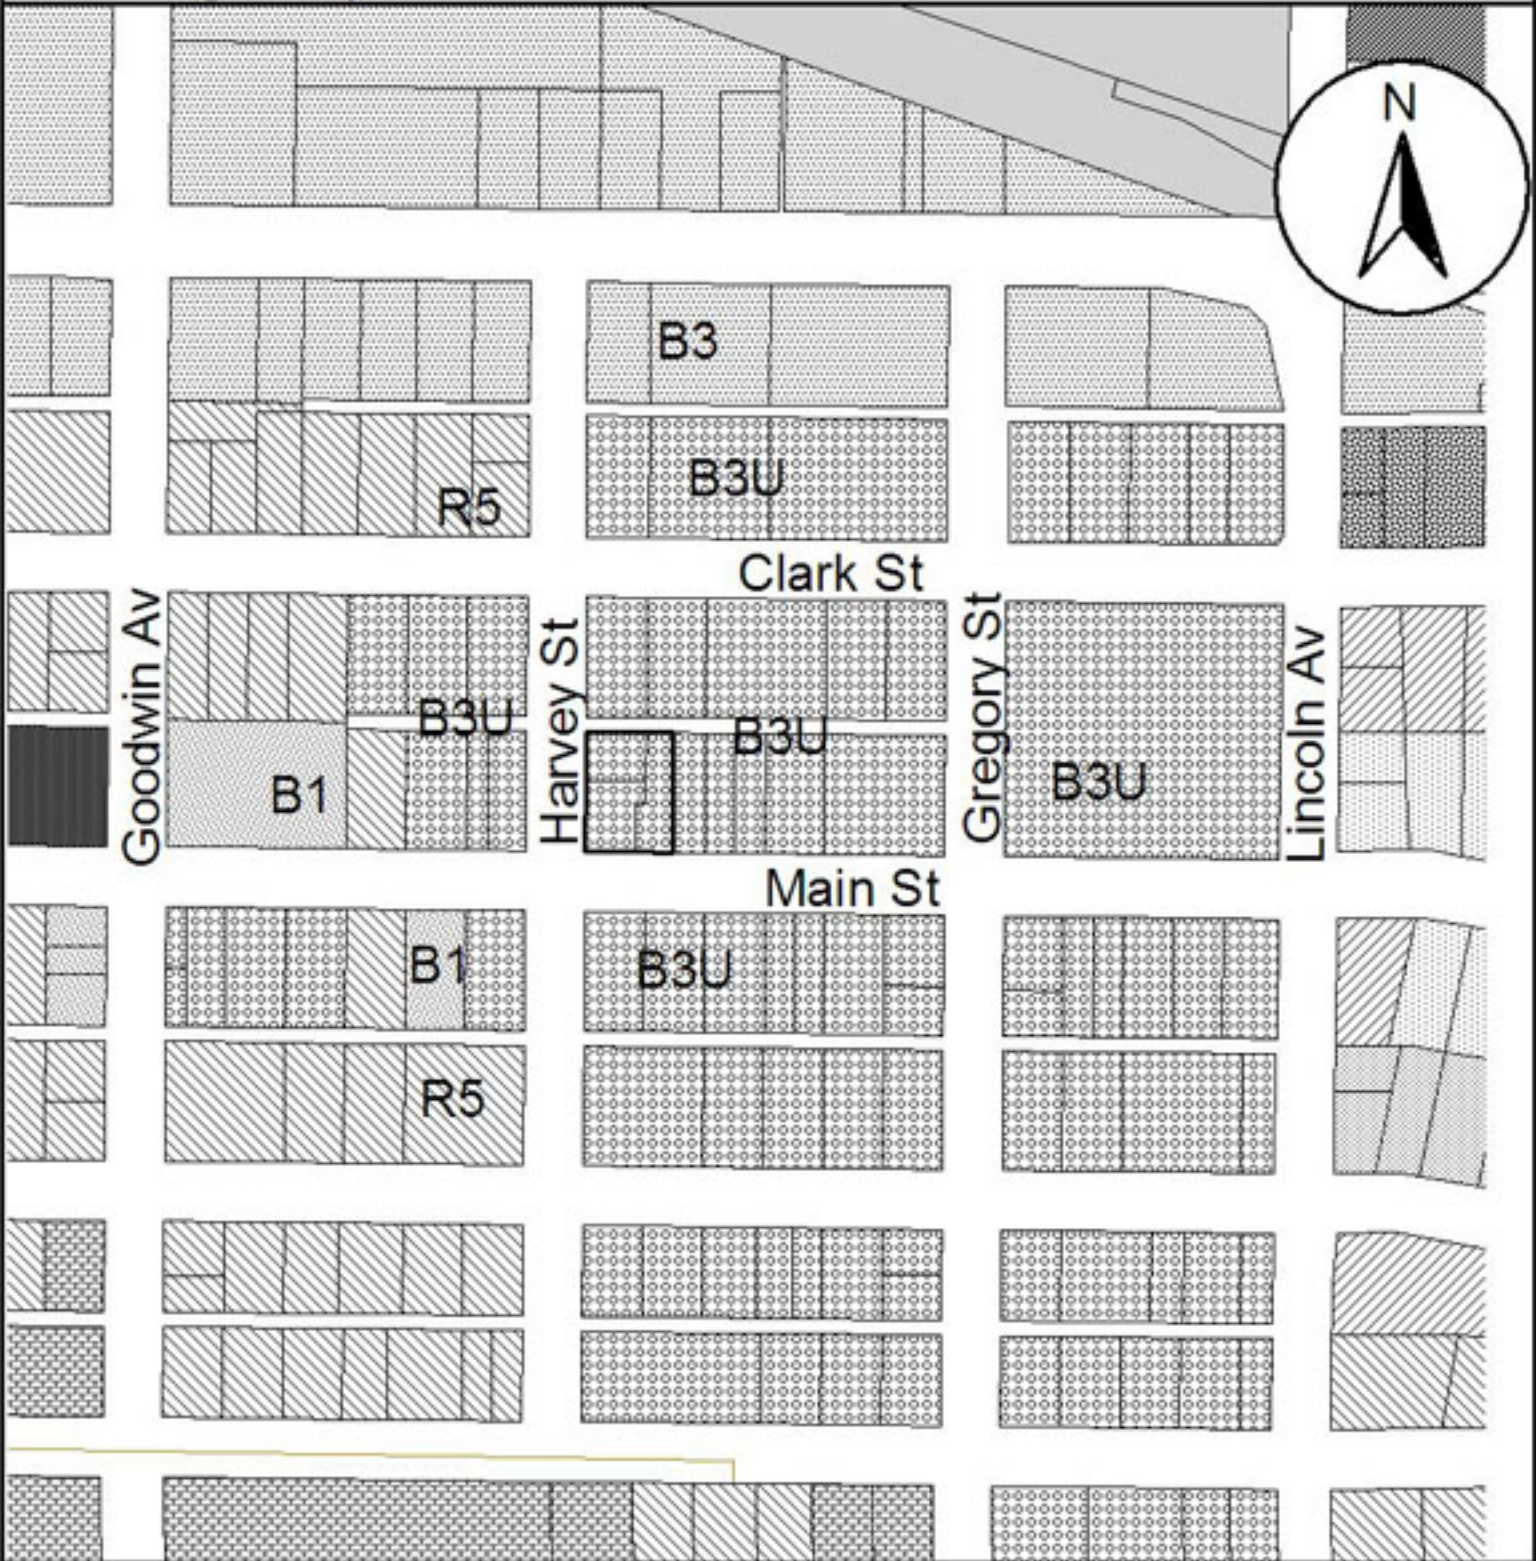 N
B3
B3U
R5
Clark St
Goodwin Av
Harvey St
Gregory St
Lincoln Av
B3U
B3U
B3U
B1
Main St
B1
B3U
R5